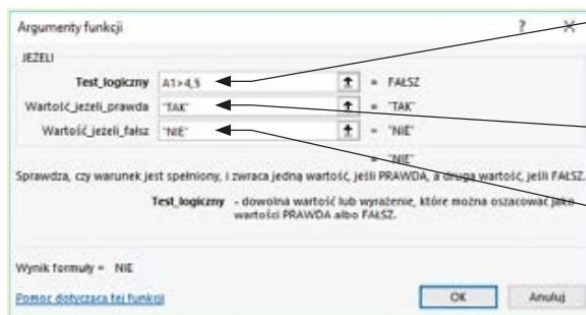 Argumenty funkcji ? ×
JEŻELI
Test_logiczny A1>4,5 = FAŁSZ
Wartość_jeżeli_prawda "TAK" = "TAK"
Wartość_jeżeli_fałsz "NIE" = "NIE"
= "NIE"
Sprawdza, czy warunek jest spełniony, i zwraca jedną wartość, jeśli PRAWDA, a drugą wartość, jeśli FAŁSZ.
Test_logiczny - dowolna wartość lub wyrażenie, które można oszacować jako
wartości PRAWDA albo FAŁSZ.
Wynik formuły = NIE
Pomoc dotycząca tej funkcji OK Anuluj